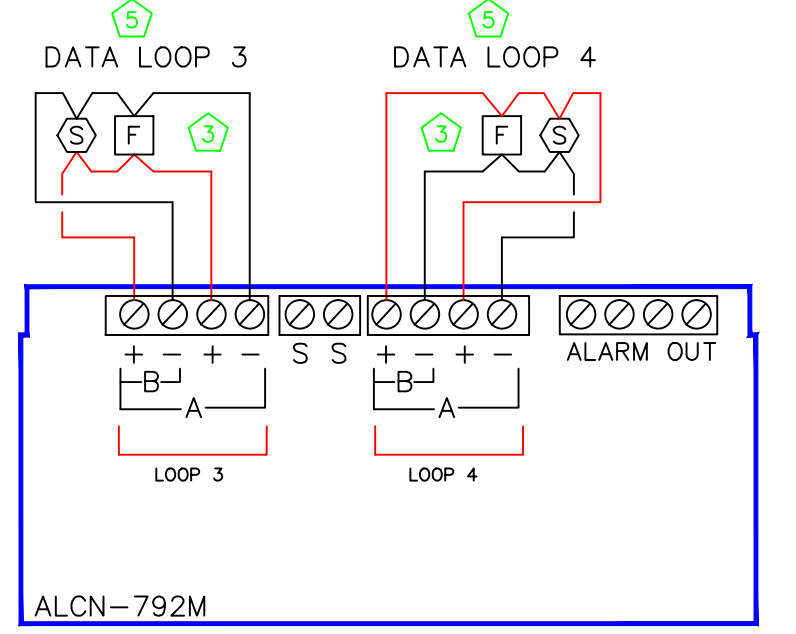 5 5
DATA LOOP 3 DATA LOOP 4
S F 3 3 F S
+ − + − S S + − + − ALARM OUT
B B
A A
LOOP 3 LOOP 4
ALCN-792M